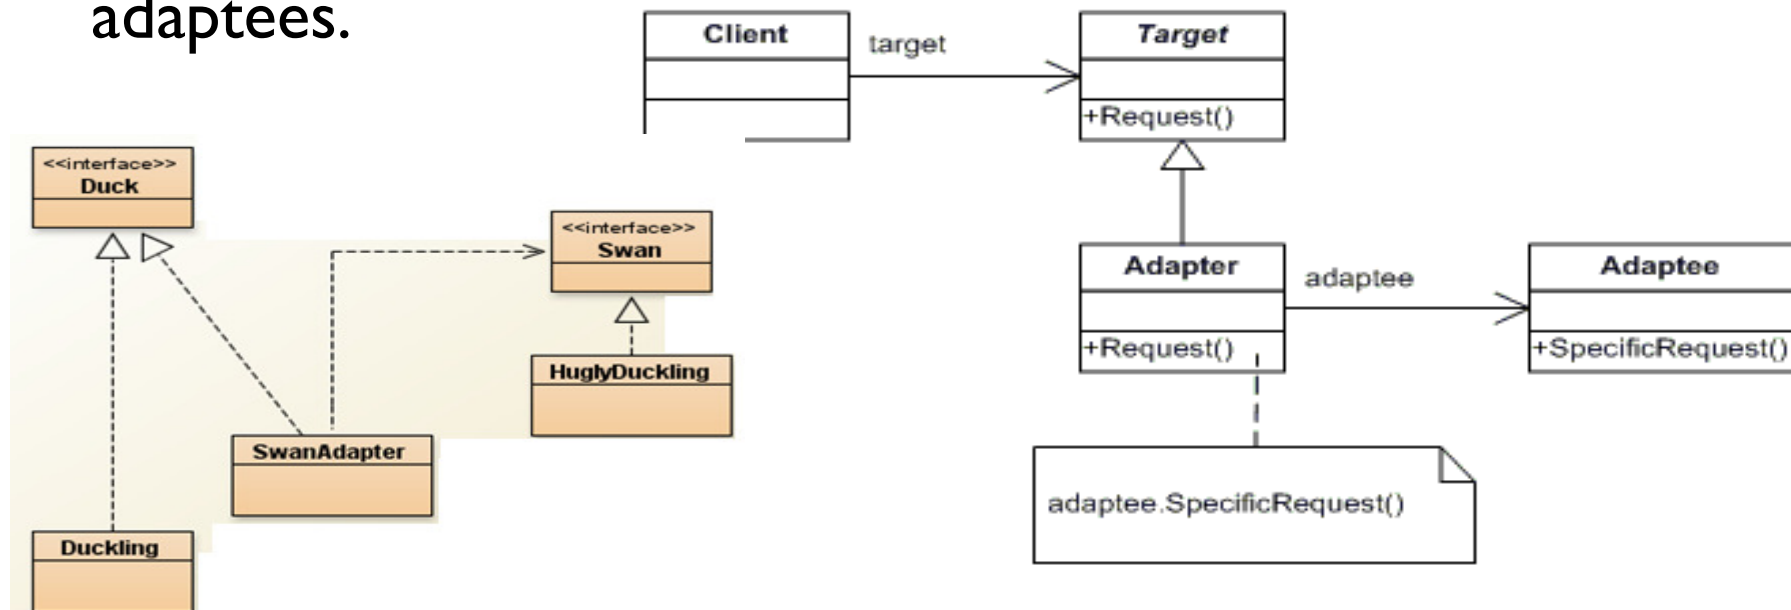 adaptees.
Client
target
Target
+Request()
<<interface>>
Duck
<<interface>>
Swan
HuglyDuckling
SwanAdapter
Duckling
Adapter
adaptee
Adaptee
+Request()
+SpecificRequest()
adaptee.SpecificRequest()